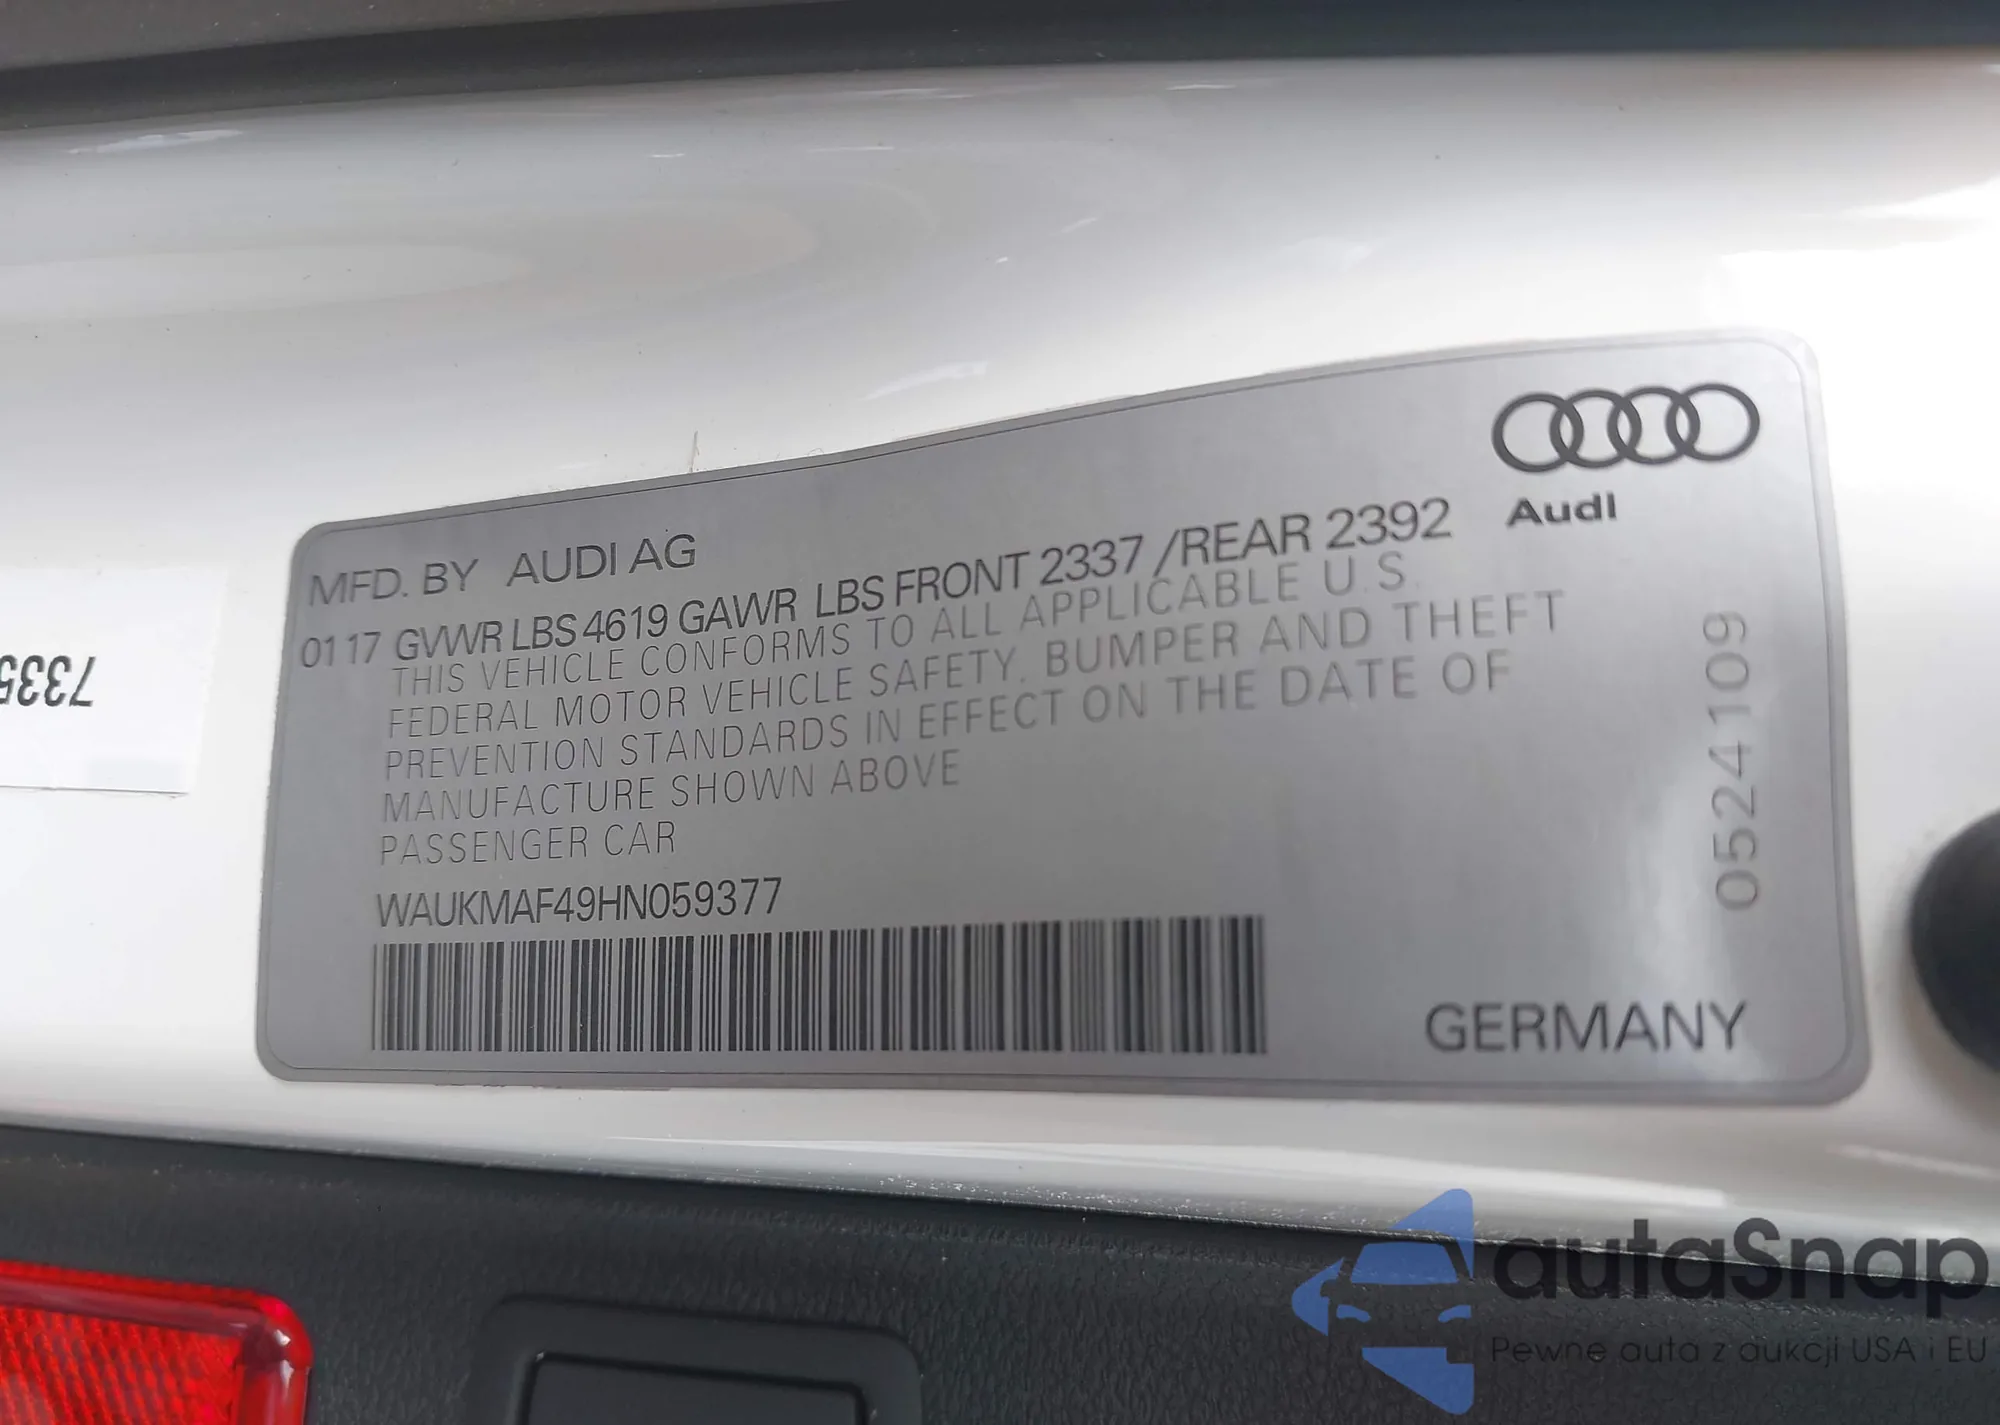 Audi
MFD. BY AUDI AG
01 17 GVWR LBS 4619 GAWR LBS FRONT 2337 /REAR 2392
THIS VEHICLE CONFORMS TO ALL APPLICABLE U.S.
FEDERAL MOTOR VEHICLE SAFETY, BUMPER AND THEFT
PREVENTION STANDARDS IN EFFECT ON THE DATE OF
MANUFACTURE SHOWN ABOVE
PASSENGER CAR
WAUKMAF49HN059377
GERMANY
0524109
7335
autaSnap
Pewne auta z aukcji USA i EU